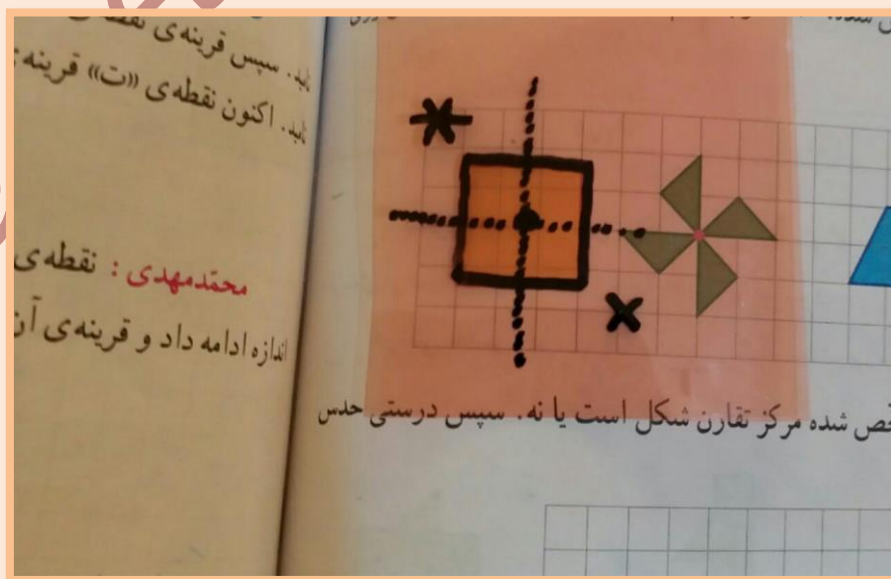 سپس قرینه‌ی نقطه‌ی
اکنون نقطه‌ی «ت» قرینه‌ی
محمّدمهدی : نقطه‌ی
اندازه ادامه داد و قرینه‌ی آن
شده مرکز تقارن شکل است یا نه. سپس درستی حدس